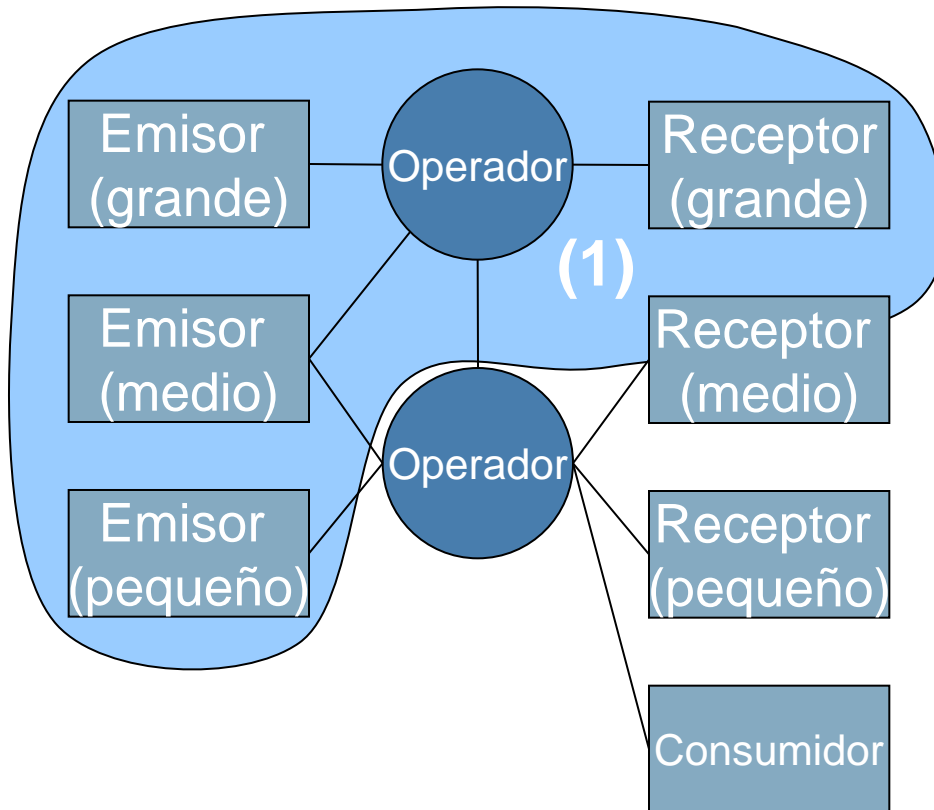 Emisor
(grande)
Operador
Receptor
(grande)
(1)
Emisor
(medio)
Receptor
(medio)
Operador
Emisor
(pequeño)
Receptor
(pequeño)
Consumidor